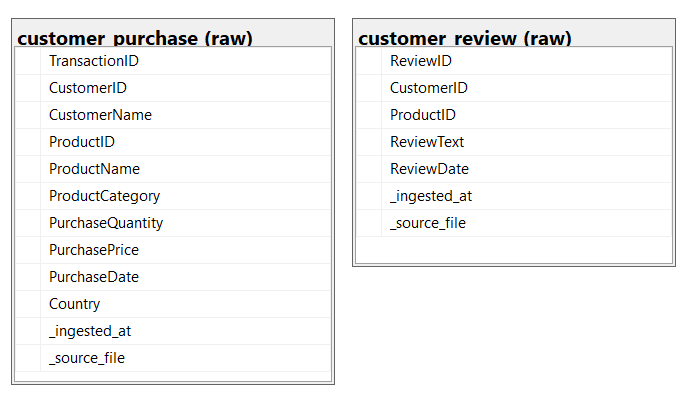 customer_purchase (raw)
TransactionID
CustomerID
CustomerName
ProductID
ProductName
ProductCategory
PurchaseQuantity
PurchasePrice
PurchaseDate
Country
_ingested_at
_source_file
customer_review (raw)
ReviewID
CustomerID
ProductID
ReviewText
ReviewDate
_ingested_at
_source_file